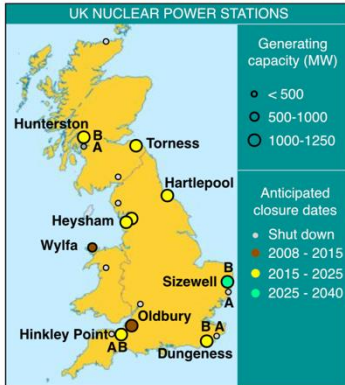 UK NUCLEAR POWER STATIONS
Generating
capacity (MW)
< 500
500-1000
1000-1250
Anticipated
closure dates
Shut down
2008 - 2015
2015 - 2025
2025 - 2040
Hunterston
B
A
Torness
Hartlepool
Heysham
Wylfa
Sizewell
B
A
Oldbury
Hinkley Point
A B
Dungeness
B A